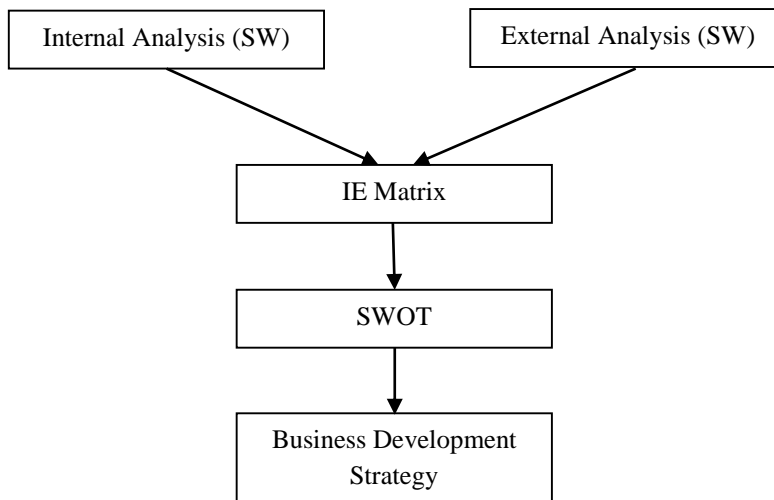 Internal Analysis (SW)
External Analysis (SW)
IE Matrix
SWOT
Business Development
Strategy